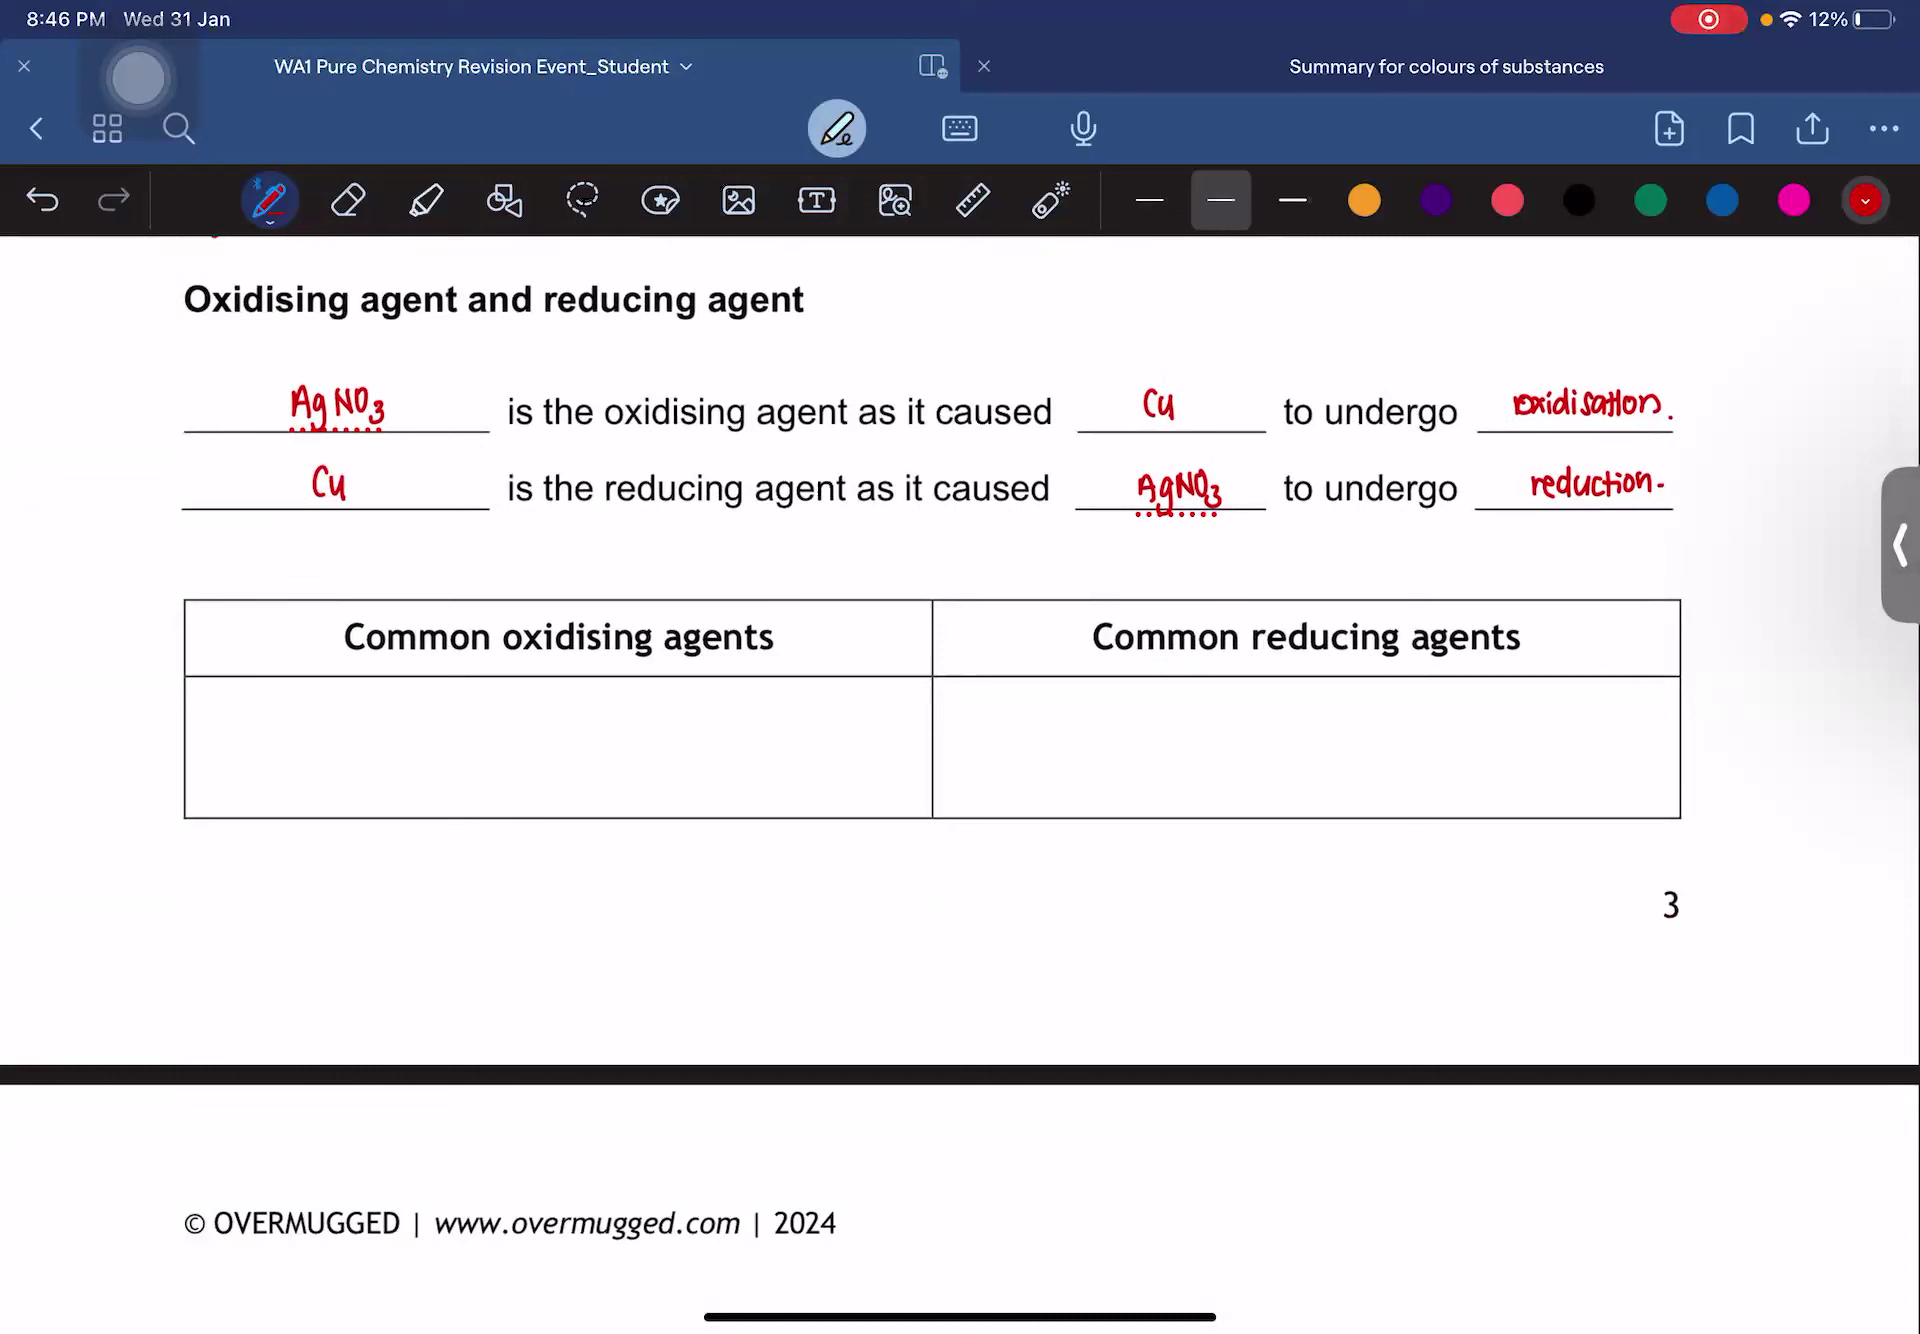 8:46 PM Wed 31 Jan 12%
WA1 Pure Chemistry Revision Event_Student Summary for colours of substances
Oxidising agent and reducing agent
AgNO3 is the oxidising agent as it caused Cu to undergo oxidisation.
Cu is the reducing agent as it caused AgNO3 to undergo reduction.
Common oxidising agents Common reducing agents
3
© OVERMUGGED | www.overmugged.com | 2024